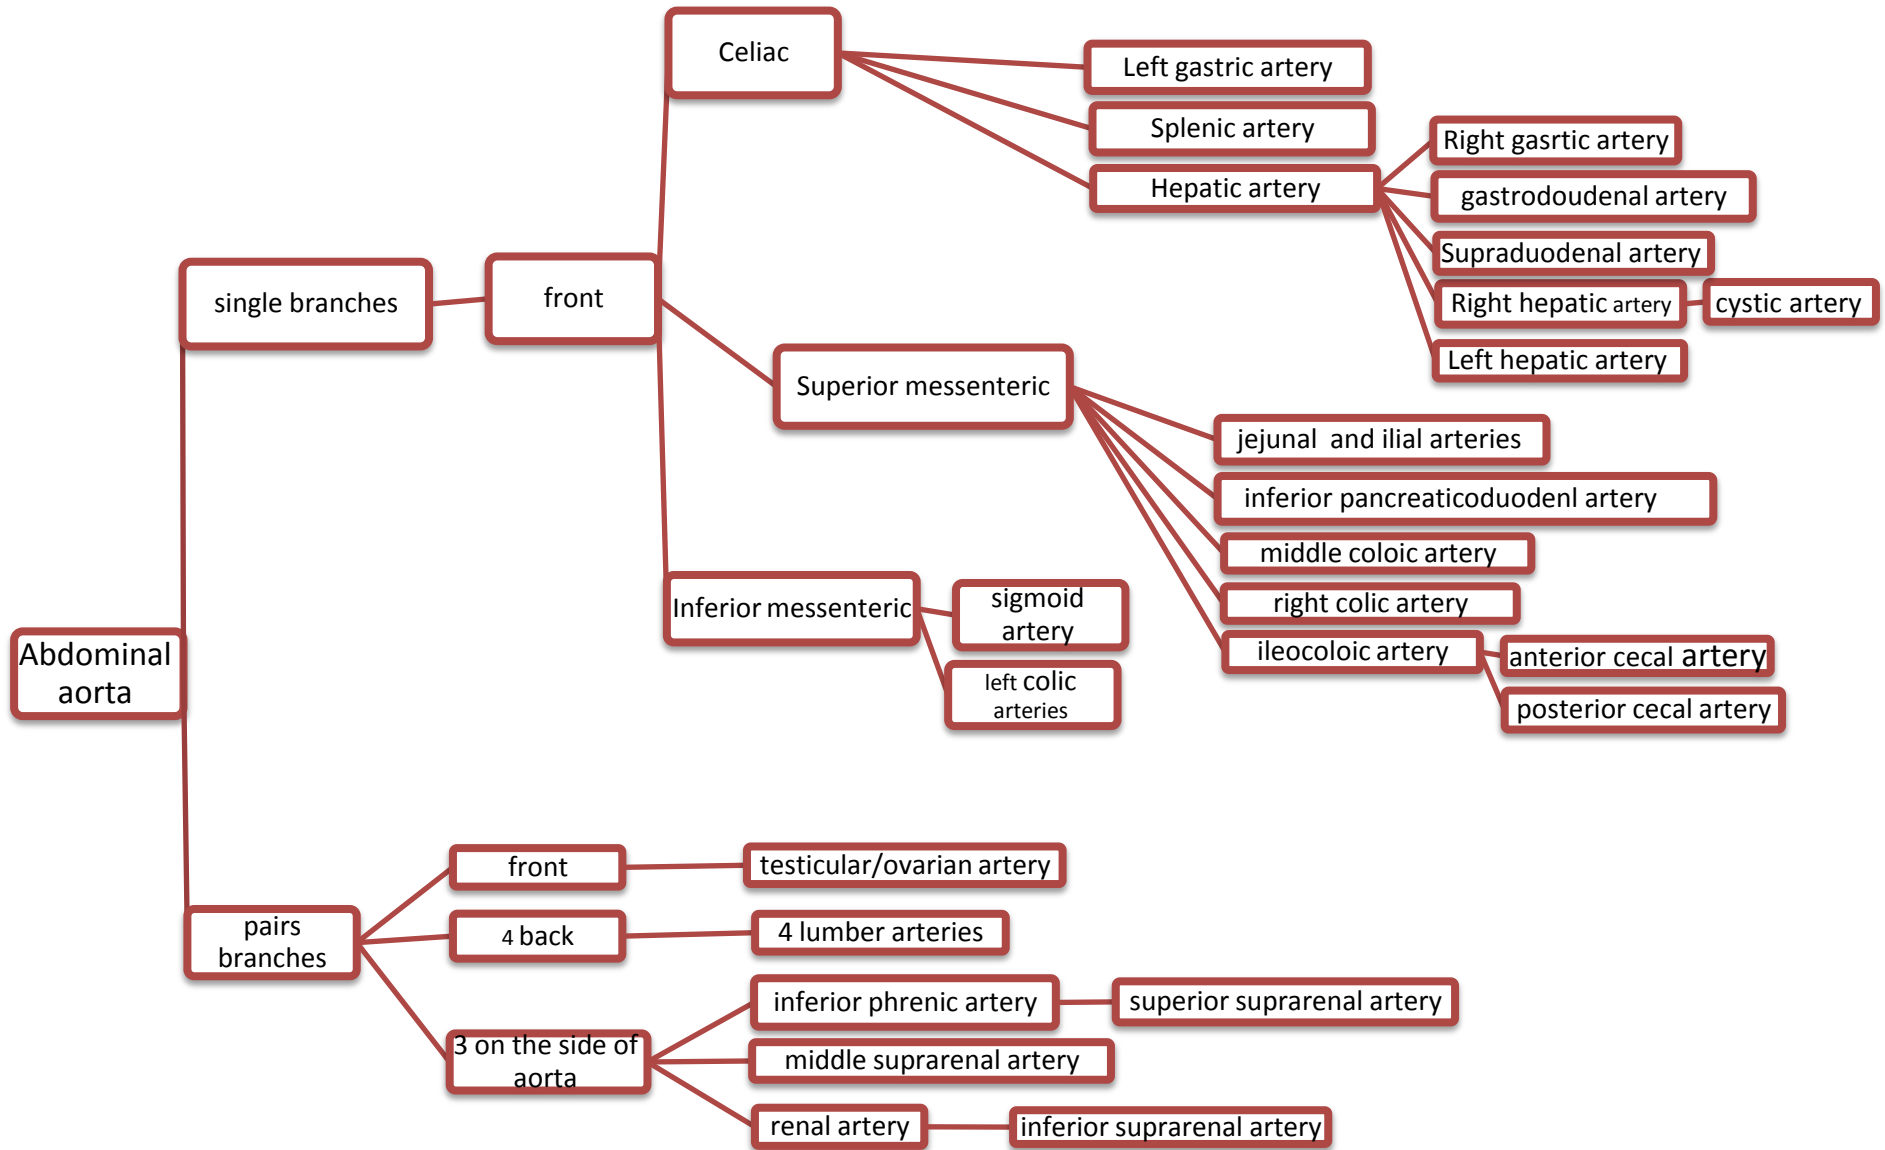 Celiac
Left gastric artery
Splenic artery
Hepatic artery
Right gasrtic artery
gastrodoudenal artery
Supraduodenal artery
Right hepatic artery
cystic artery
Left hepatic artery
single branches
front
Superior messenteric
jejunal and ilial arteries
inferior pancreaticoduodenl artery
middle coloic artery
right colic artery
ileocoloic artery
anterior cecal artery
posterior cecal artery
Inferior messenteric
sigmoid
artery
left colic
arteries
Abdominal
aorta
pairs
branches
front
testicular/ovarian artery
4 back
4 lumber arteries
3 on the side of
aorta
inferior phrenic artery
superior suprarenal artery
middle suprarenal artery
renal artery
inferior suprarenal artery